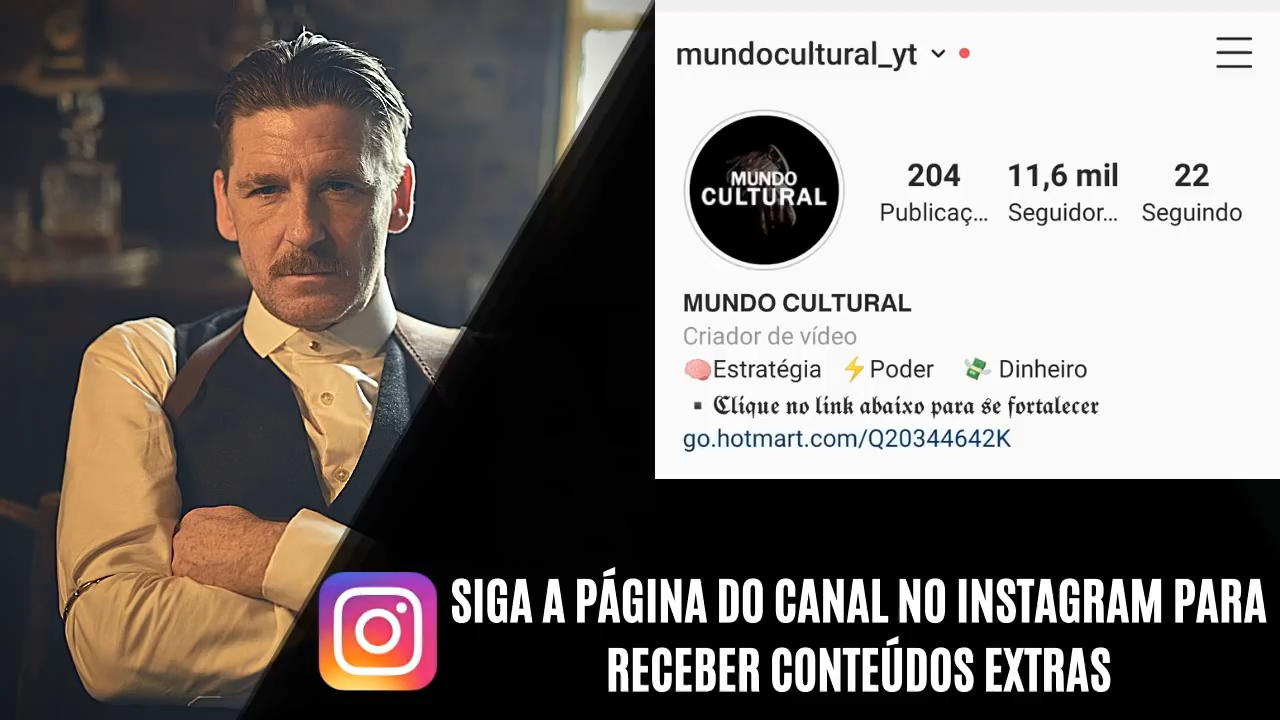 mundocultural_yt
MUNDO
CULTURAL
204 11,6 mil 22
Publicaç... Seguidor... Seguindo
MUNDO CULTURAL
Criador de vídeo
🧠Estratégia ⚡Poder 💸 Dinheiro
▪ 𝕮𝖑𝖎𝖖𝖚𝖊 𝖓𝖔 𝖑𝖎𝖓𝖐 𝖆𝖇𝖆𝖎𝖝𝖔 𝖕𝖆𝖗𝖆 𝖘𝖊 𝖋𝖔𝖗𝖙𝖆𝖑𝖊𝖈𝖊𝖗
go.hotmart.com/Q20344642K
SIGA A PÁGINA DO CANAL NO INSTAGRAM PARA
RECEBER CONTEÚDOS EXTRAS